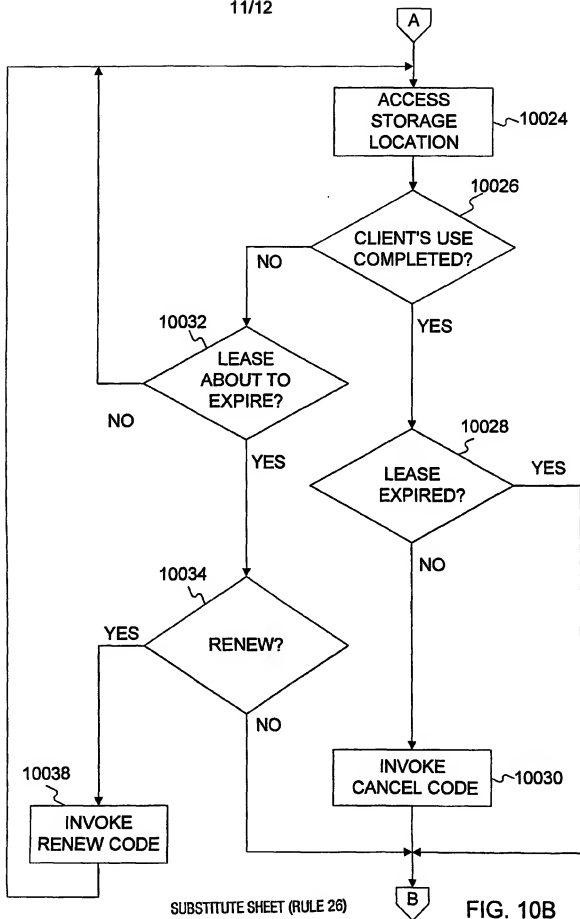 11/12
A
ACCESS
STORAGE
LOCATION
10024
10026
CLIENT'S USE
COMPLETED?
NO
YES
10032
LEASE
ABOUT TO
EXPIRE?
NO
YES
10028
LEASE
EXPIRED?
YES
NO
10034
RENEW?
YES
NO
10038
INVOKE
RENEW CODE
INVOKE
CANCEL CODE
10030
B
SUBSTITUTE SHEET (RULE 26)
FIG. 10B